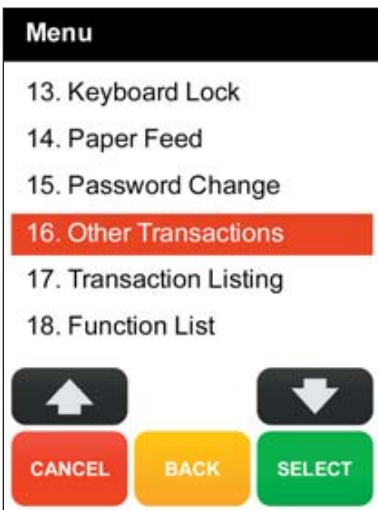 Menu
13. Keyboard Lock
14. Paper Feed
15. Password Change
16. Other Transactions
17. Transaction Listing
18. Function List
CANCEL BACK SELECT